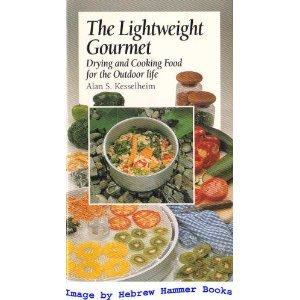 The Lightweight
Gourmet
Drying and Cooking Food
for the Outdoor life
Alan S. Kesselheim
Image by Hebrew Hammer Books